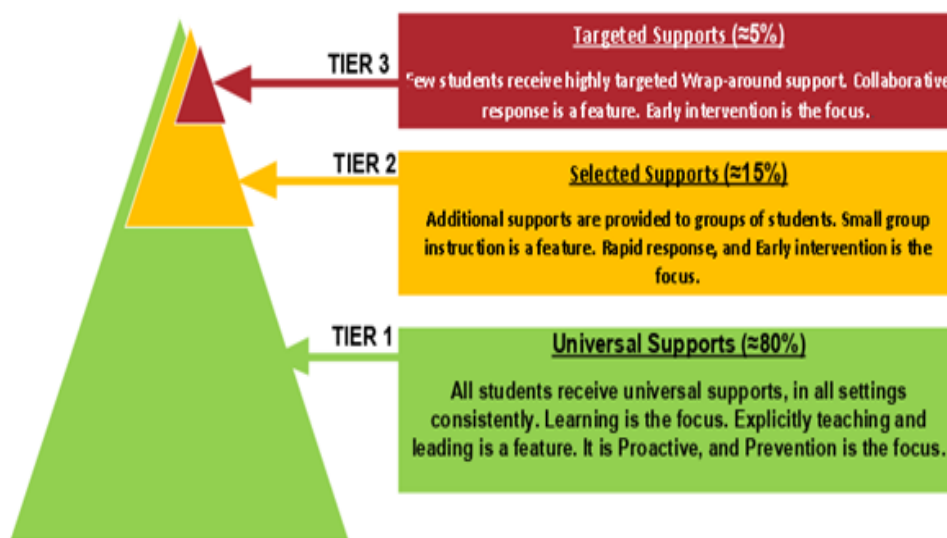 TIER 3
Targeted Supports (≈5%)
Few students receive highly targeted Wrap-around support. Collaborative
response is a feature. Early intervention is the focus.
TIER 2
Selected Supports (≈15%)
Additional supports are provided to groups of students. Small group
instruction is a feature. Rapid response, and Early intervention is the
focus.
TIER 1
Universal Supports (≈80%)
All students receive universal supports, in all settings
consistently. Learning is the focus. Explicitly teaching and
leading is a feature. It is Proactive, and Prevention is the focus.